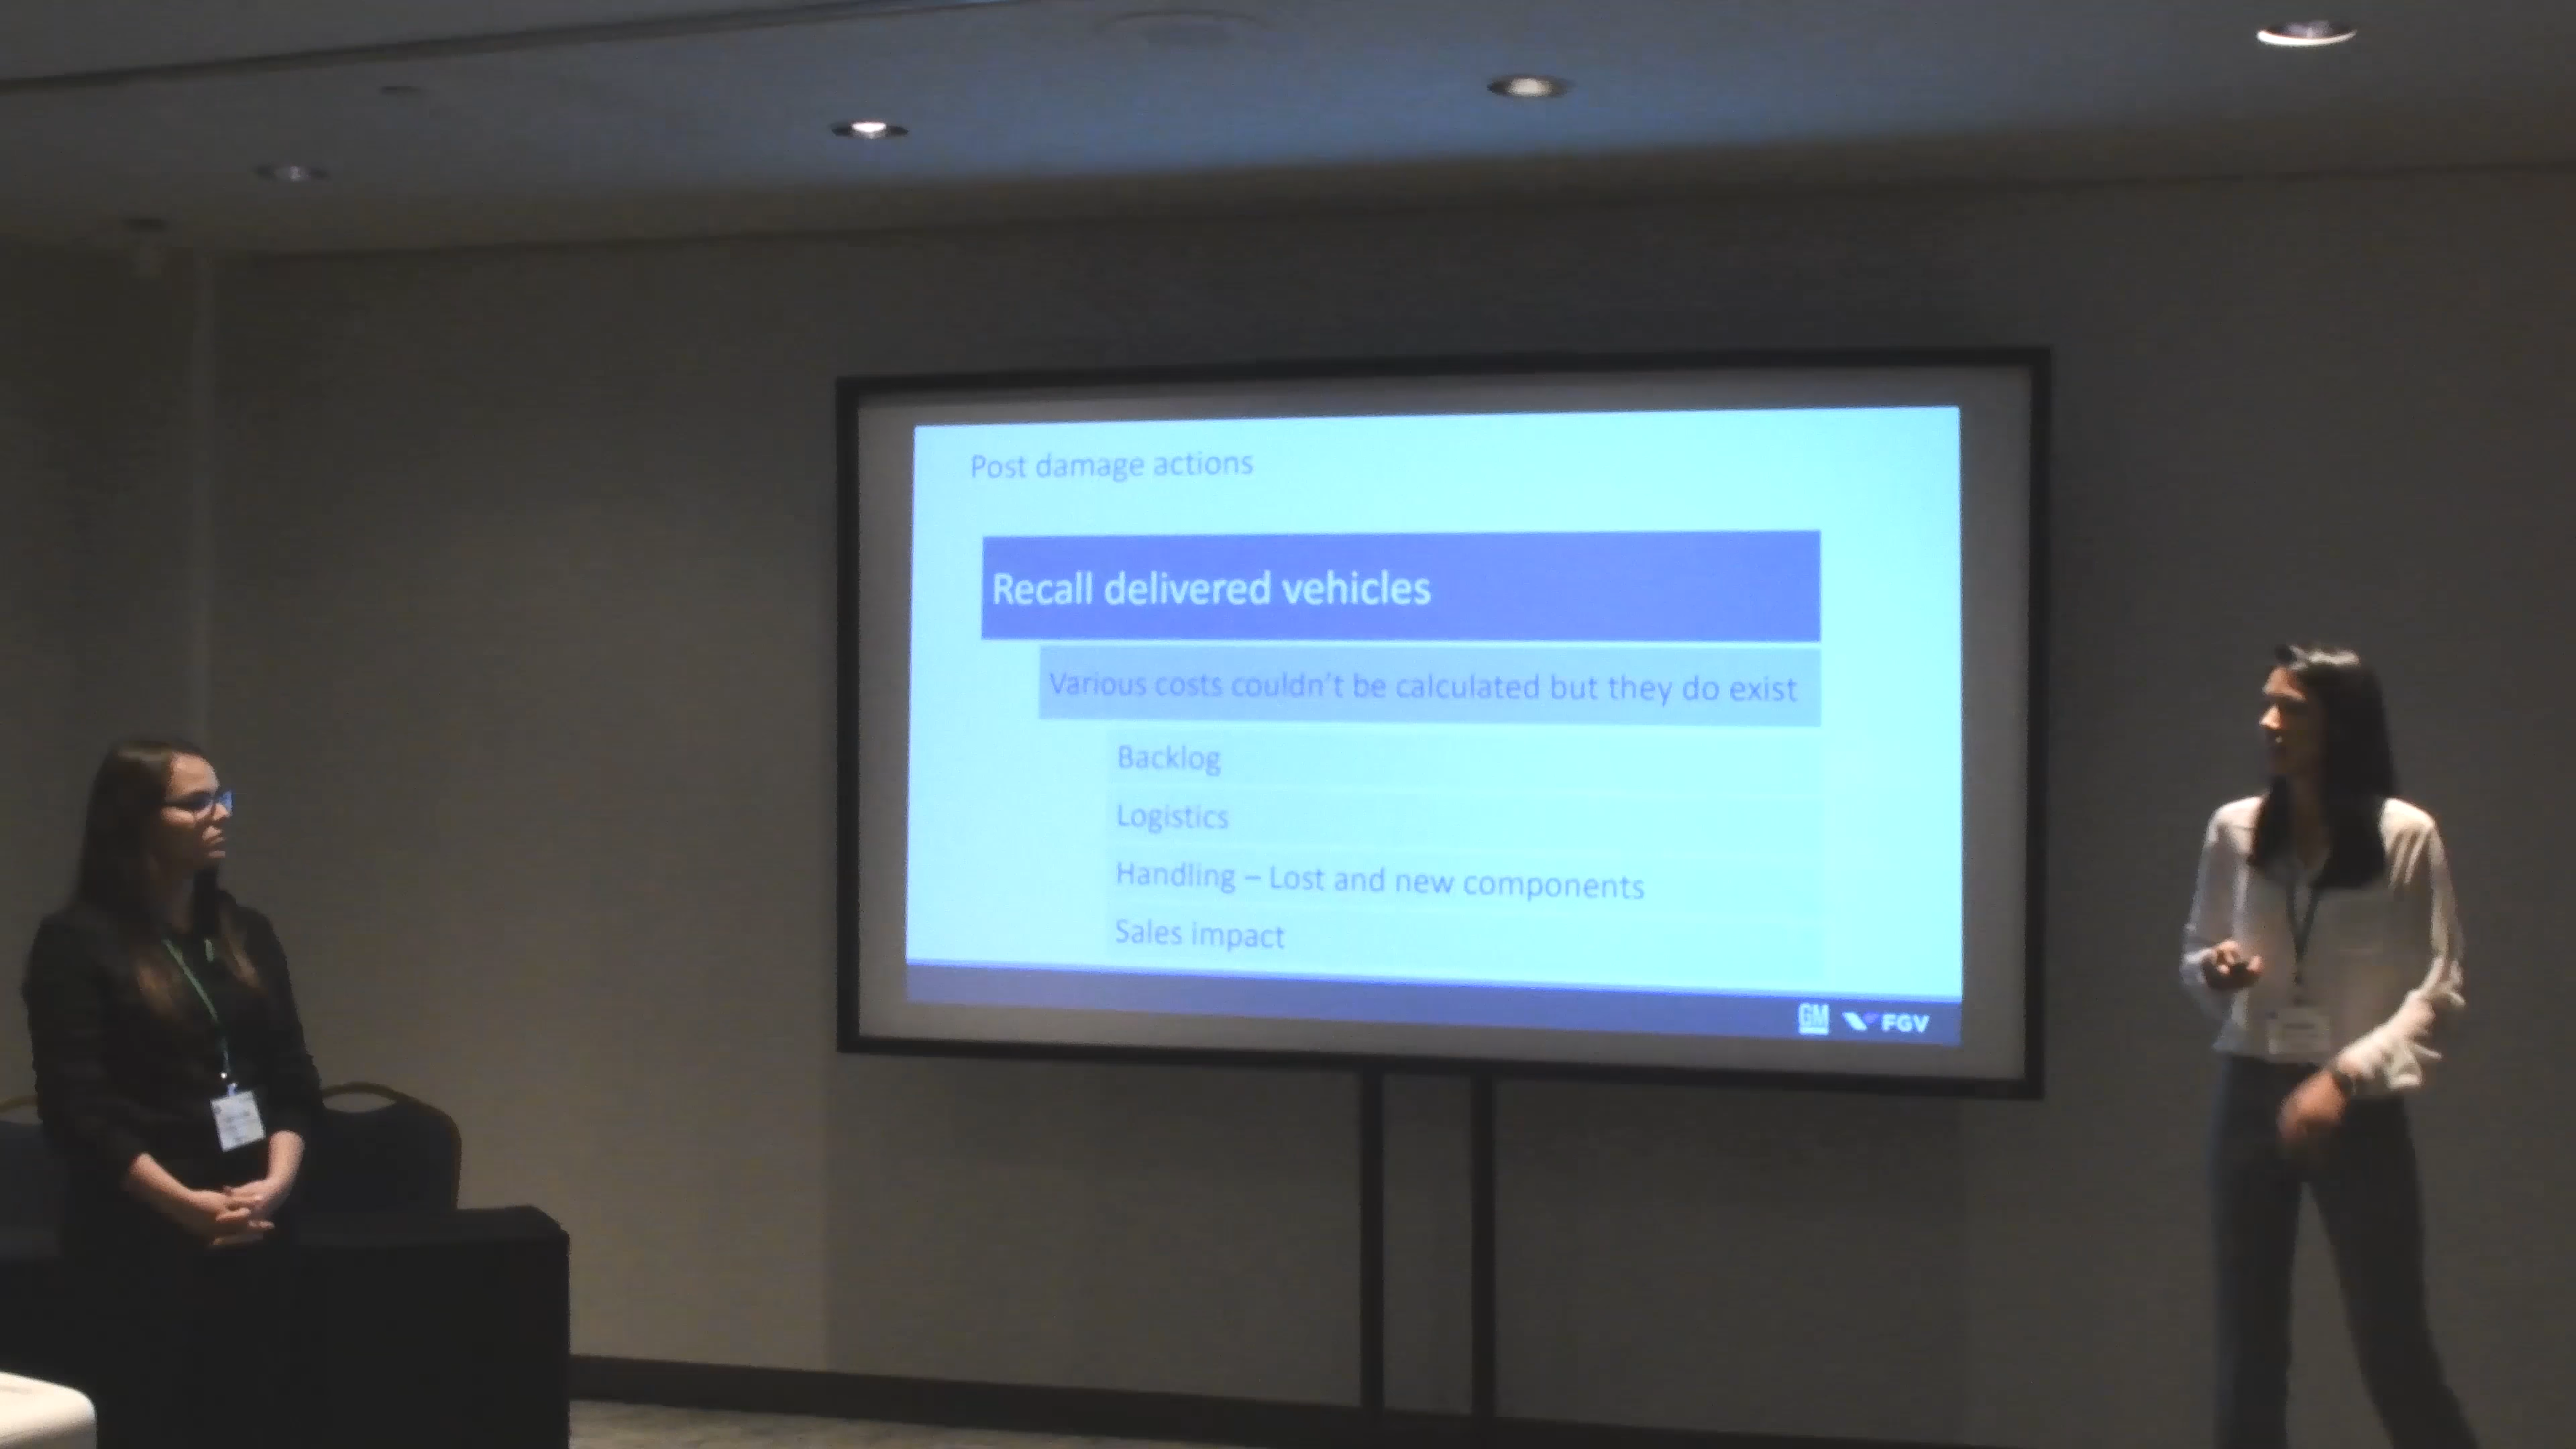 Post damage actions
Recall delivered vehicles
Various costs couldn't be calculated but they do exist
Backlog
Logistics
Handling – Lost and new components
Sales impact
GM FGV